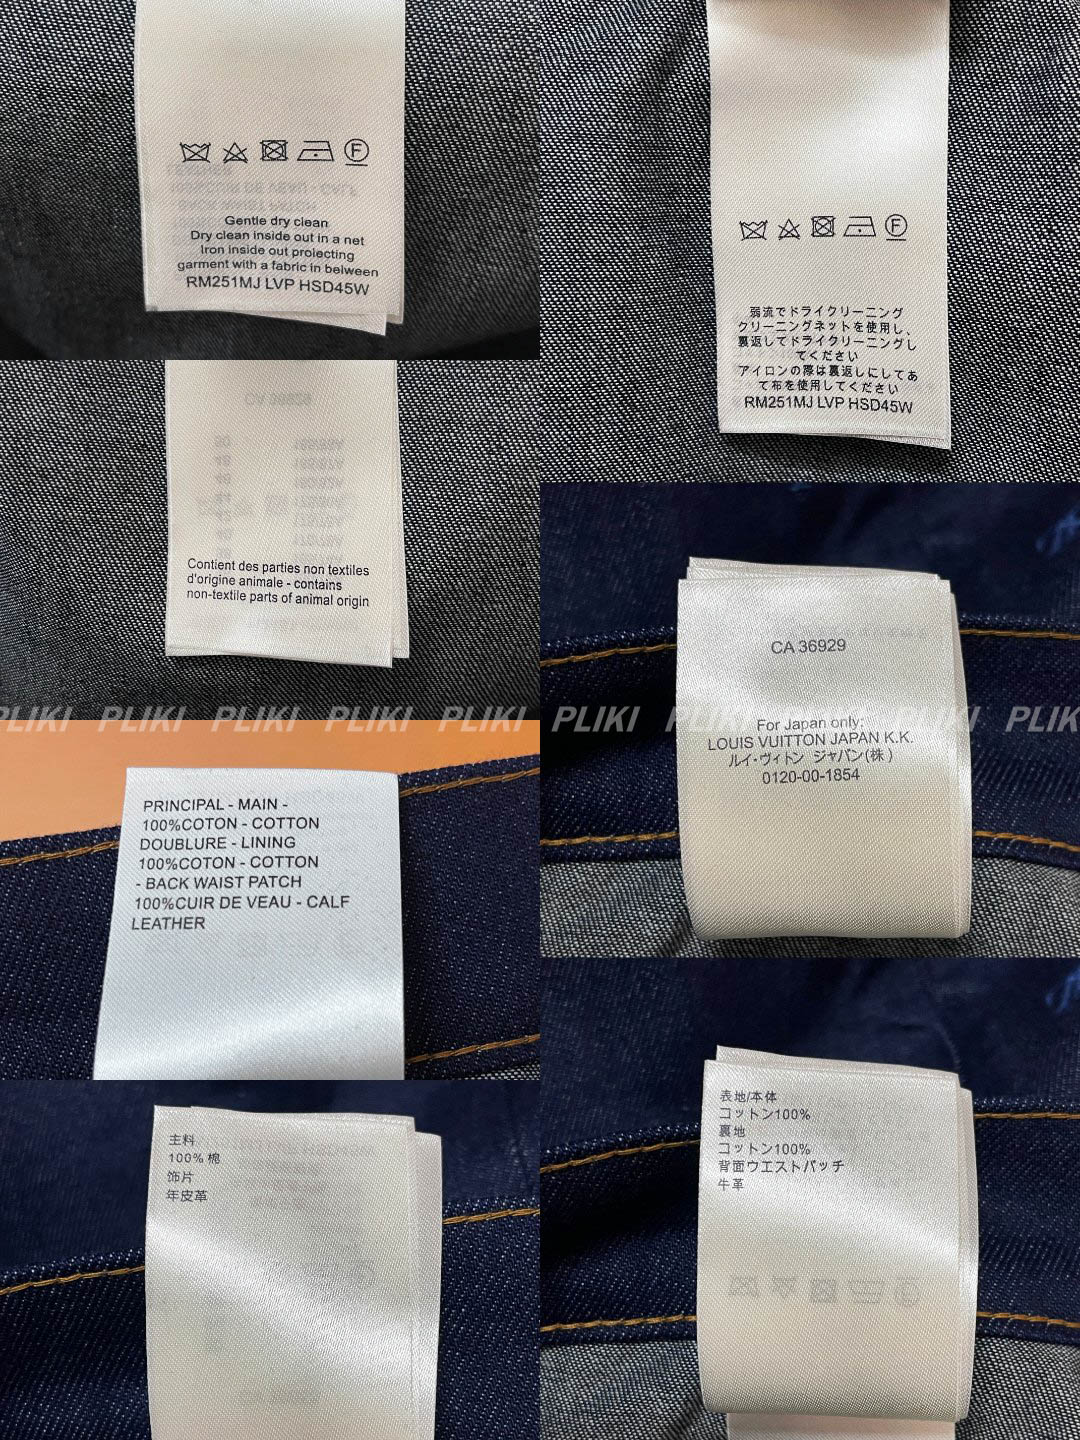 Gentle dry clean
Dry clean inside out in a net
Iron inside out prolecting
garment with a fabric in belween
RM251MJ LVP HSD45W
弱流でドライクリーニング
クリーニングネットを使用し、
裏返してドライクリーニングし
てください
アイロンの際は裏返しにしてあ
て布を使用してください
RM251MJ LVP HSD45W
Contient des parties non textiles
d'origine animale - contains
non-textile parts of animal origin
CA 36929
For Japan only:
LOUIS VUITTON JAPAN K.K.
ルイ・ヴィトン ジャパン(株)
0120-00-1854
PLIKI PLIKI PLIKI PLIKI PLIKI PLIKI PLIKI PLIKI PLIKI PLIKI
PRINCIPAL - MAIN -
100%COTON - COTTON
DOUBLURE - LINING
100%COTON - COTTON
- BACK WAIST PATCH
100%CUIR DE VEAU - CALF
LEATHER
主料
100% 棉
饰片
年皮革
表地/本体
コットン100%
裏地
コットン100%
背面ウエストパッチ
牛革